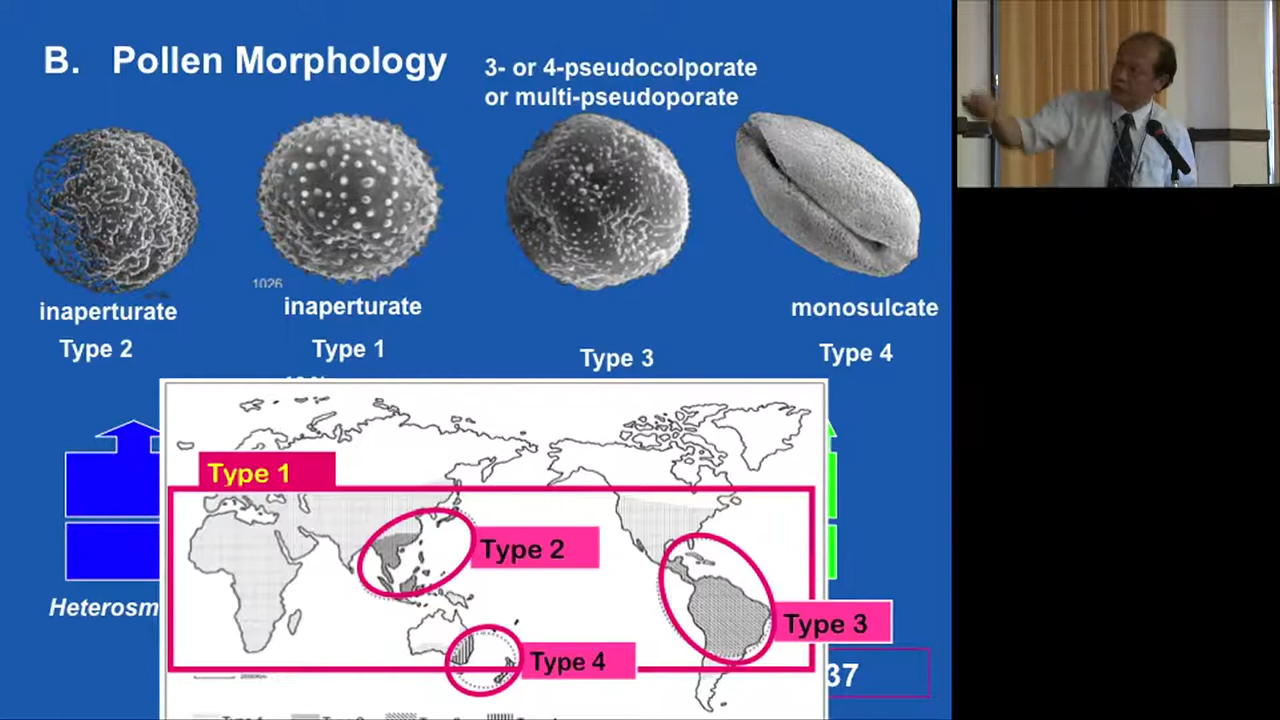 B. Pollen Morphology
3- or 4-pseudocolporate
or multi-pseudoporate
1026
inaperturate
inaperturate
monosulcate
Type 2
Type 1
Type 3
Type 4
Type 1
Type 2
Type 3
Type 4
Heterosm
37